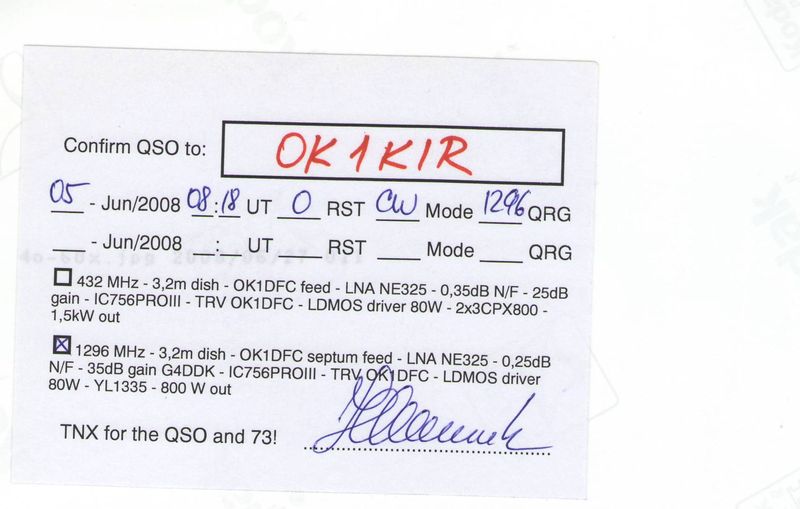 Confirm QSO to: OK1KIR
05 - Jun/2008 08:18 UT O RST CW Mode 1296 QRG
___ - Jun/2008 __:__ UT ___ RST ___ Mode ___ QRG
432 MHz - 3,2m dish - OK1DFC feed - LNA NE325 - 0,35dB N/F - 25dB
gain - IC756PROIII - TRV OK1DFC - LDMOS driver 80W - 2x3CPX800 -
1,5kW out
1296 MHz - 3,2m dish - OK1DFC septum feed - LNA NE325 - 0,25dB
N/F - 35dB gain G4DDK - IC756PROIII - TRV OK1DFC - LDMOS driver
80W - YL1335 - 800 W out
TNX for the QSO and 73!